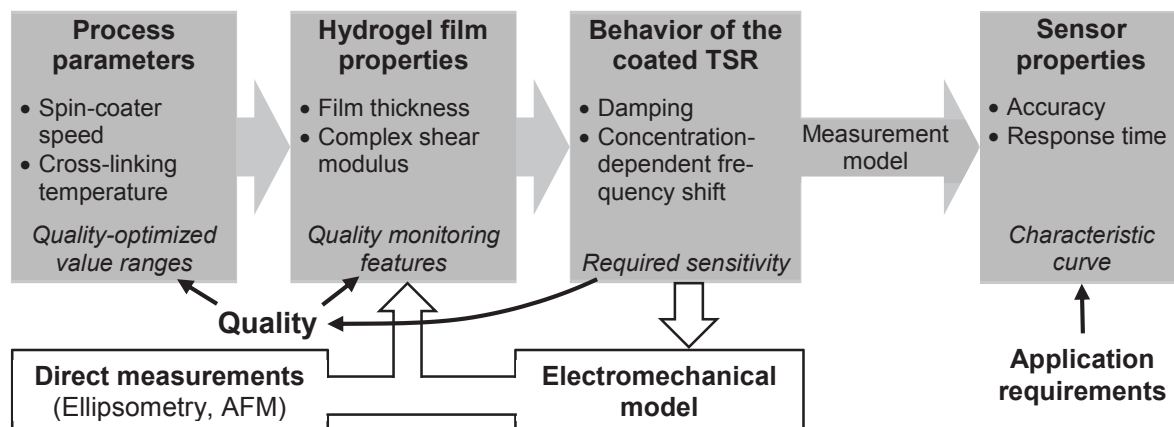 Process
parameters
• Spin-coater
speed
• Cross-linking
temperature
Quality-optimized
value ranges
Hydrogel film
properties
• Film thickness
• Complex shear
modulus
Quality monitoring
features
Behavior of the
coated TSR
• Damping
• Concentration-
dependent fre-
quency shift
Required sensitivity
Measurement
model
Sensor
properties
• Accuracy
• Response time
Characteristic
curve
Quality
Direct measurements
(Ellipsometry, AFM)
Electromechanical
model
Application
requirements